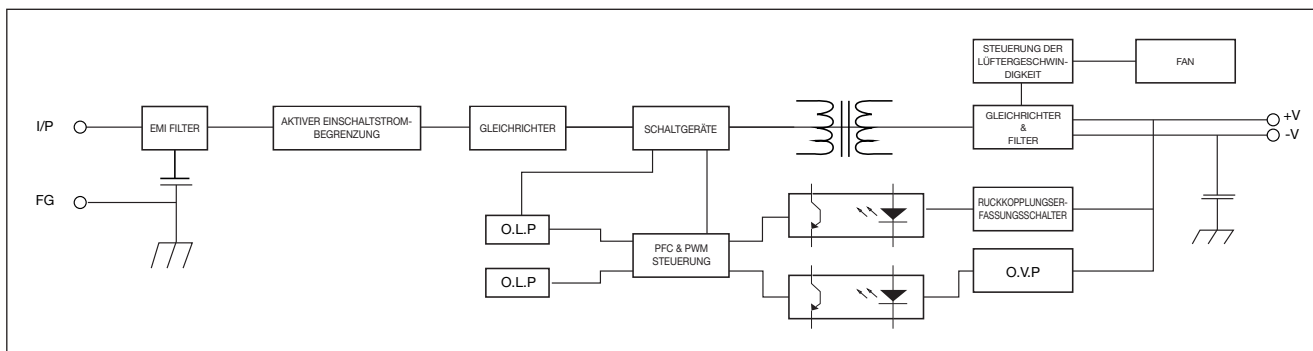 STEUERUNG DER
LÜFTERGESCHWIN-
DIGKEIT
FAN
I/P
EMI FILTER
AKTIVER EINSCHALTSTROM-
BEGRENZUNG
GLEICHRICHTER
SCHALTGERÄTE
GLEICHRICHTER
&
FILTER
+V
-V
FG
O.L.P
PFC & PWM
STEUERUNG
RUCKKOPPLUNGSER-
FASSUNGSSCHALTER
O.L.P
O.V.P